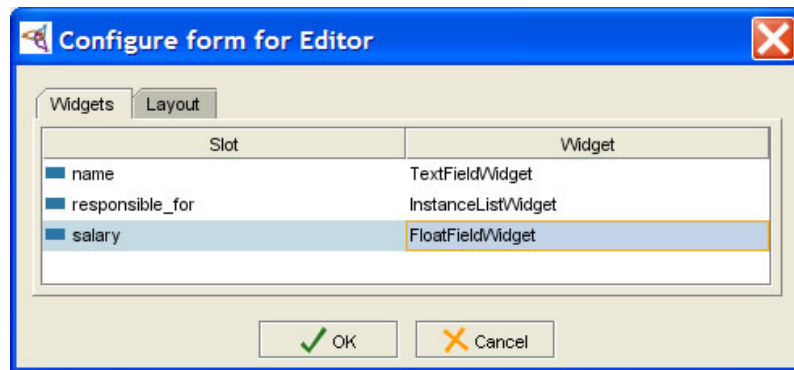 Configure form for Editor
Widgets Layout
Slot Widget
name TextFieldWidget
responsible_for InstanceListWidget
salary FloatFieldWidget
OK Cancel